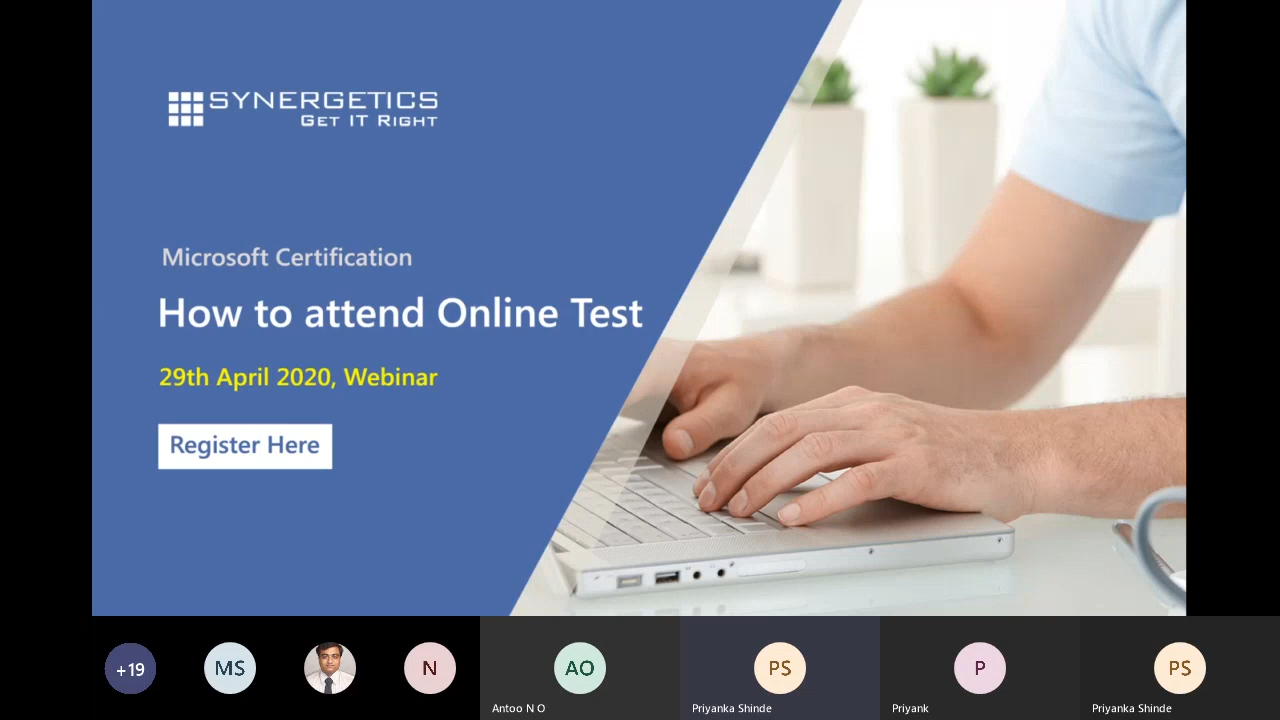 SYNERGETICS
GET IT RIGHT
Microsoft Certification
How to attend Online Test
29th April 2020, Webinar
Register Here
+19
MS
N
AO
PS
P
PS
Antoo N O
Priyanka Shinde
Priyank
Priyanka Shinde